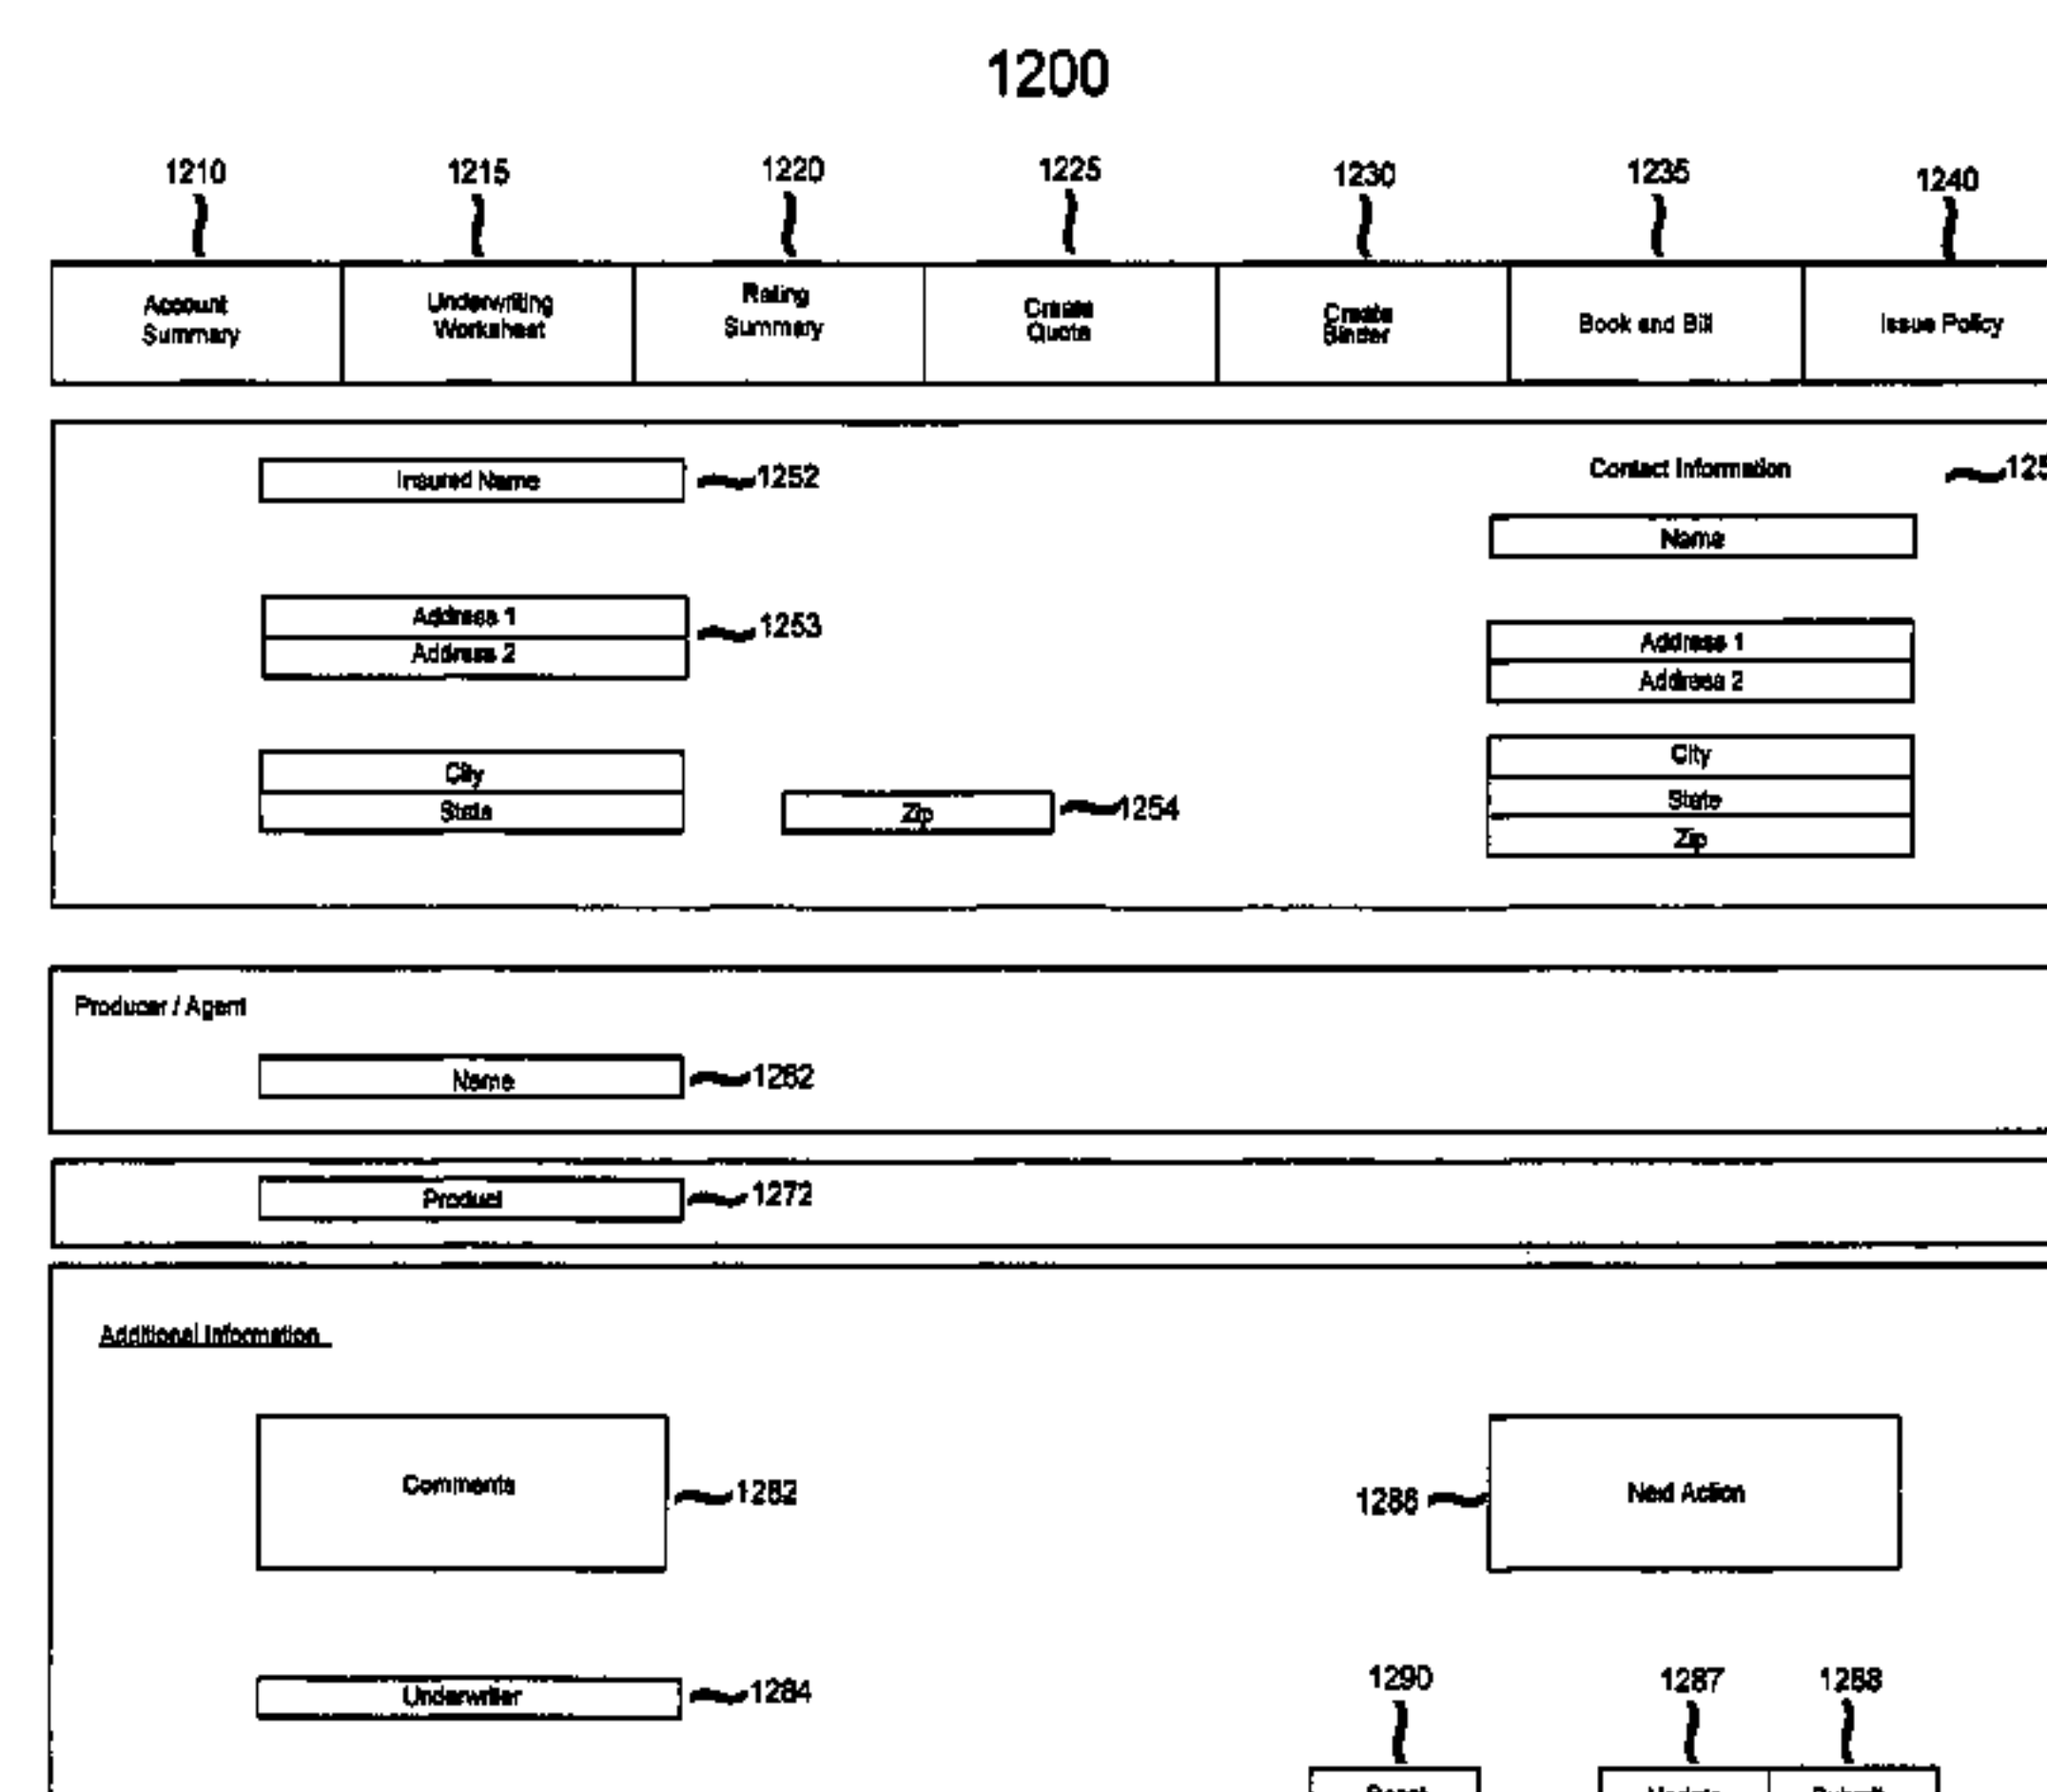 1200
1210 1215 1220 1225 1230 1235 1240
Account Summary
Underwriting Worksheet
Rating Summary
Create Quote
Create Binder
Book and Bill
Issue Policy
Insured Name 1252
Address 1
Address 2
1253
City
State
Zip 1254
Contact Information
Name
Address 1
Address 2
City
State
Zip
Producer / Agent
Name 1262
Product 1272
Additional Information
Comments 1282
1286 Next Action
Underwriter 1284
1290 1287 1288